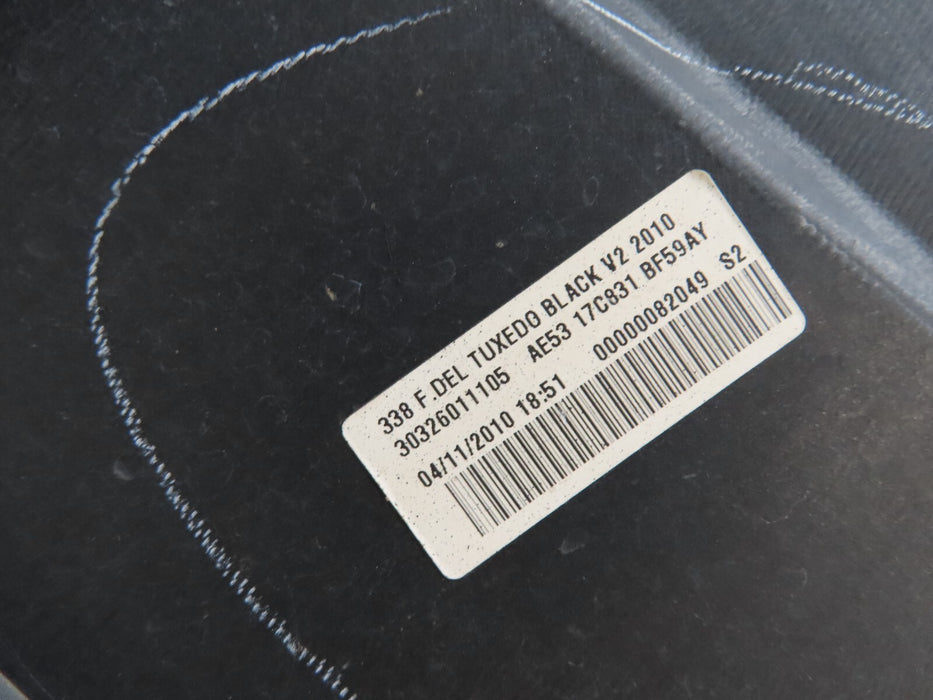 338 F.DEL TUXEDO BLACK V2 2010
30326011105 AE53 17C831 BF59AY
04/11/2010 18:51 00000082049 S2